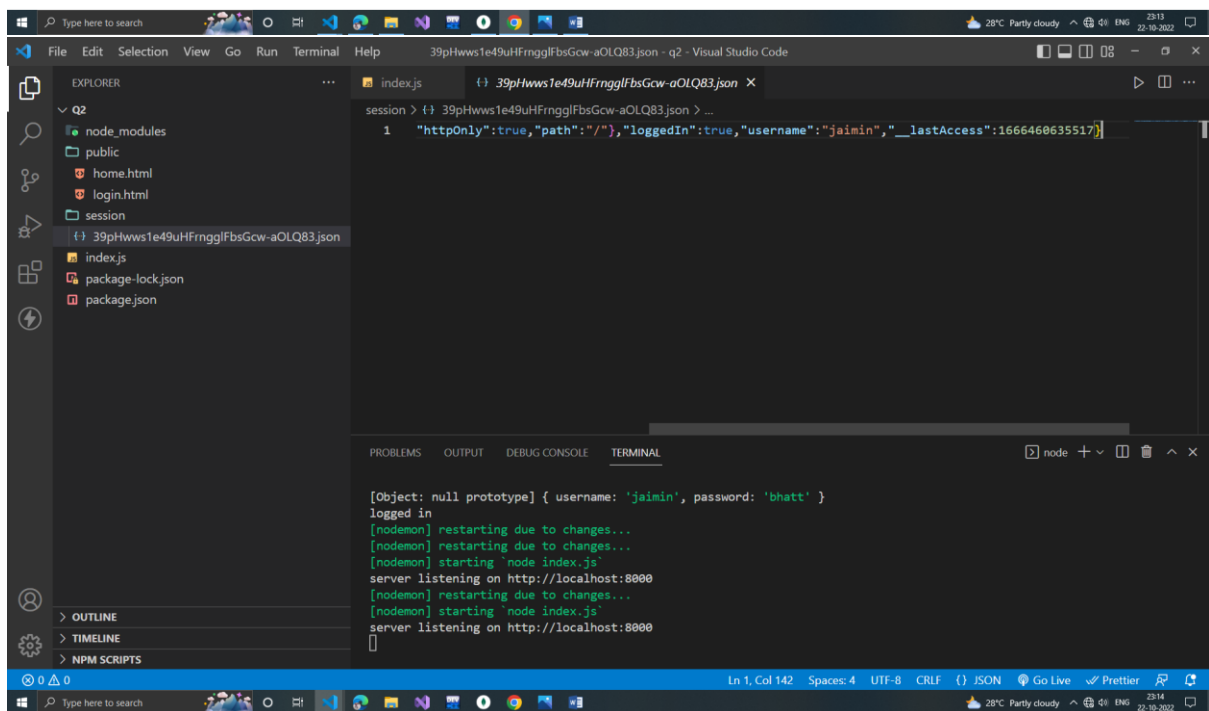 Type here to search
28°C Partly cloudy ENG 23:13 22-10-2022
File Edit Selection View Go Run Terminal Help 39pHwws1e49uHFrngglFbsGcw-aOLQ83.json - q2 - Visual Studio Code
EXPLORER ... index.js 39pHwws1e49uHFrngglFbsGcw-aOLQ83.json
Q2
node_modules
public
home.html
login.html
session
39pHwws1e49uHFrngglFbsGcw-aOLQ83.json
index.js
package-lock.json
package.json
session > 39pHwws1e49uHFrngglFbsGcw-aOLQ83.json > ...
1 "httpOnly":true,"path":"/"},"loggedIn":true,"username":"jaimin","__lastAccess":1666460635517}
PROBLEMS OUTPUT DEBUG CONSOLE TERMINAL node
[Object: null prototype] { username: 'jaimin', password: 'bhatt' }
logged in
[nodemon] restarting due to changes...
[nodemon] restarting due to changes...
[nodemon] starting `node index.js`
server listening on http://localhost:8000
[nodemon] restarting due to changes...
[nodemon] starting `node index.js`
server listening on http://localhost:8000
OUTLINE
TIMELINE
NPM SCRIPTS
0 0 Ln 1, Col 142 Spaces: 4 UTF-8 CRLF {} JSON Go Live Prettier
Type here to search
28°C Partly cloudy ENG 23:14 22-10-2022